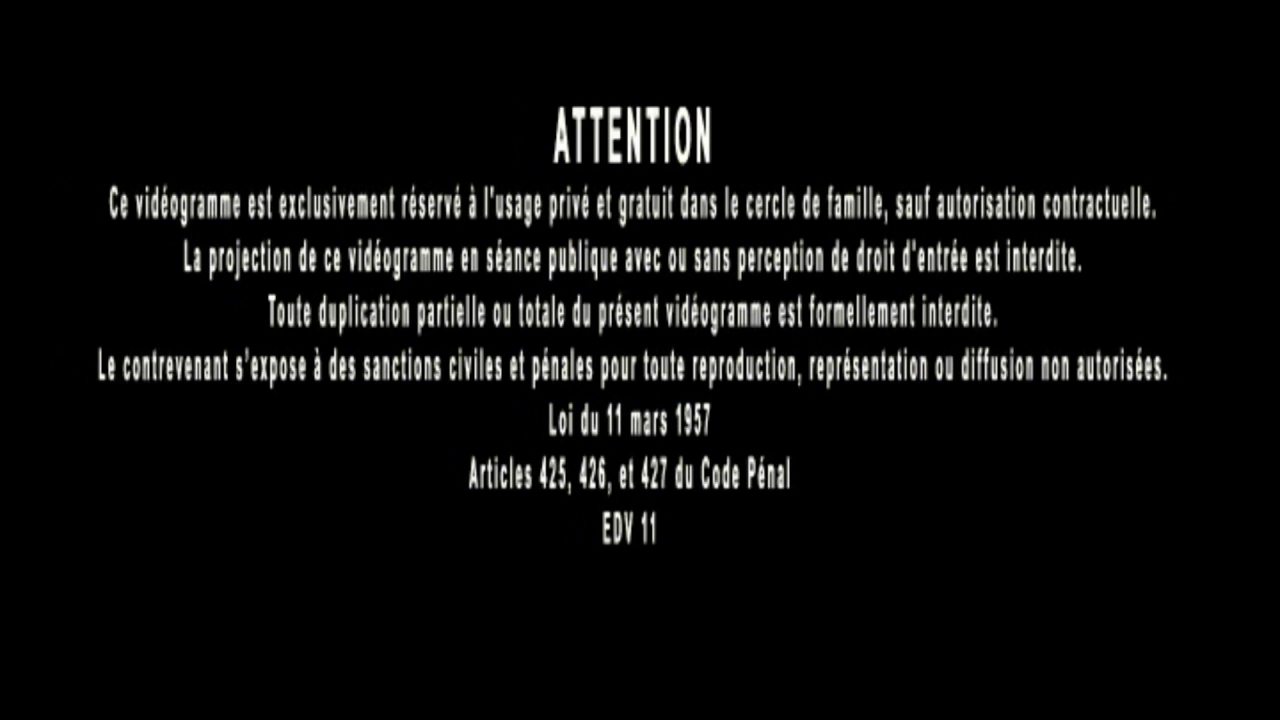 ATTENTION
Ce vidéogramme est exclusivement réservé à l'usage privé et gratuit dans le cercle de famille, sauf autorisation contractuelle.
La projection de ce vidéogramme en séance publique avec ou sans perception de droit d'entrée est interdite.
Toute duplication partielle ou totale du présent vidéogramme est formellement interdite.
Le contrevenant s'expose à des sanctions civiles et pénales pour toute reproduction, représentation ou diffusion non autorisées.
Loi du 11 mars 1957
Articles 425, 426, et 427 du Code Pénal
EDV 11